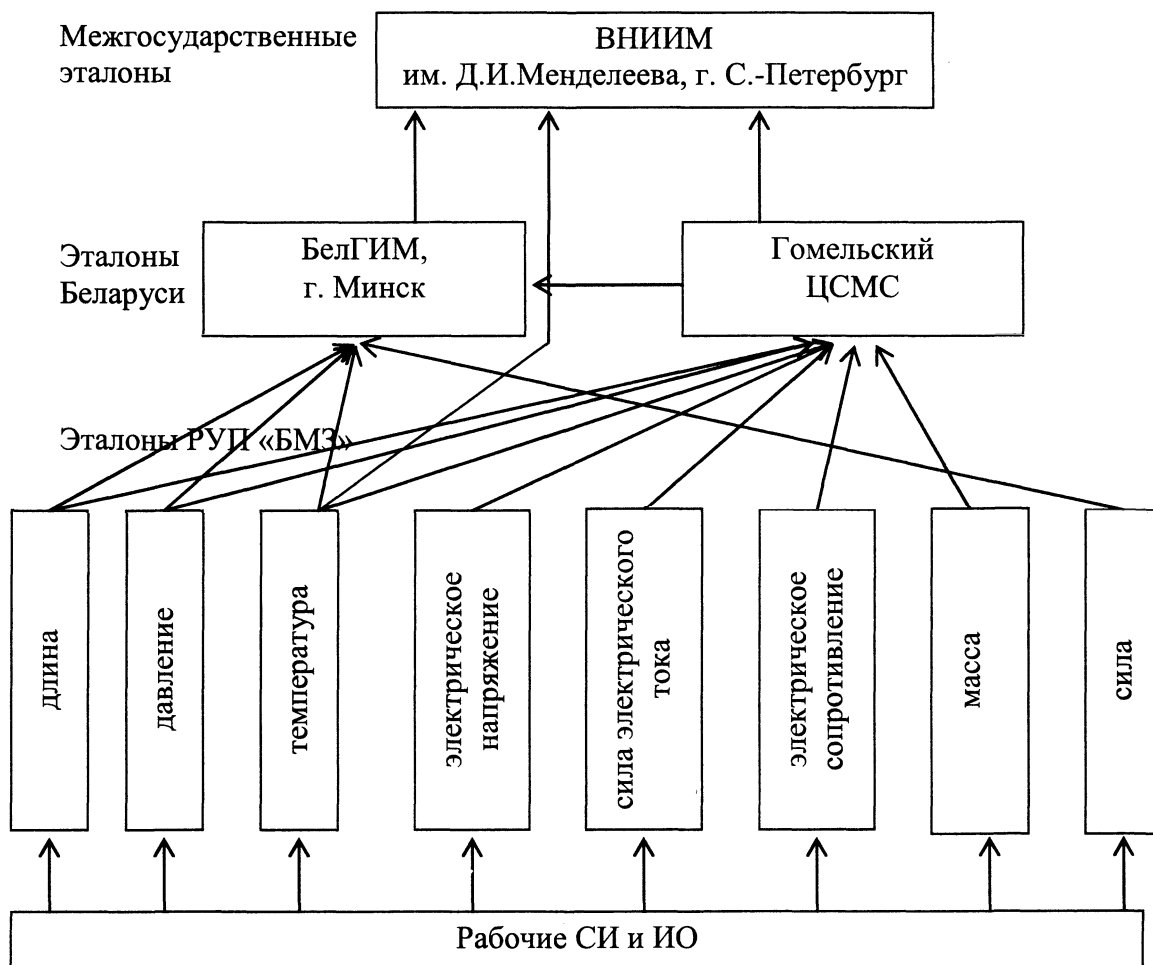 Межгосударственные
эталоны
ВНИИМ
им. Д.И.Менделеева, г. С.-Петербург
Эталоны
Беларуси
БелГИМ,
г. Минск
Гомельский
ЦСМС
Эталоны РУП «БМЗ»
длина
давление
температура
электрическое
напряжение
сила электрического
тока
электрическое
сопротивление
масса
сила
Рабочие СИ и ИО